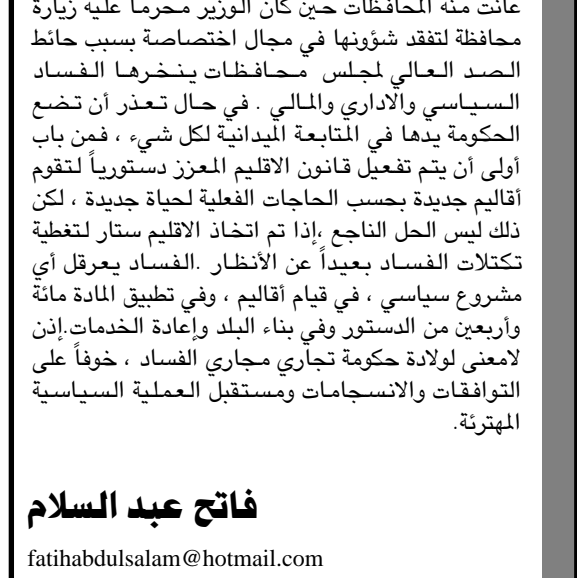 عانت منه المحافظات حين كان الوزير محرماً عليه زيارة
محافظة لتفقد شؤونها في مجال اختصاصة بسبب حائط
الصد العالي لمجلس محافظات ينخرها الفساد
السياسي والاداري والمالي . في حال تعذر أن تضع
الحكومة يدها في المتابعة الميدانية لكل شيء ، فمن باب
أولى أن يتم تفعيل قانون الاقليم المعزز دستورياً لتقوم
أقاليم جديدة بحسب الحاجات الفعلية لحياة جديدة ، لكن
ذلك ليس الحل الناجع ،إذا تم اتخاذ الاقليم ستار لتغطية
تكتلات الفساد بعيداً عن الأنظار .الفساد يعرقل أي
مشروع سياسي ، في قيام أقاليم ، وفي تطبيق المادة مائة
وأربعين من الدستور وفي بناء البلد وإعادة الخدمات.إذن
لامعنى لولادة حكومة تجاري مجاري الفساد ، خوفاً على
التوافقات والانسجامات ومستقبل العملية السياسية
المهترئة.
فاتح عبد السلام
fatihabdulsalam@hotmail.com